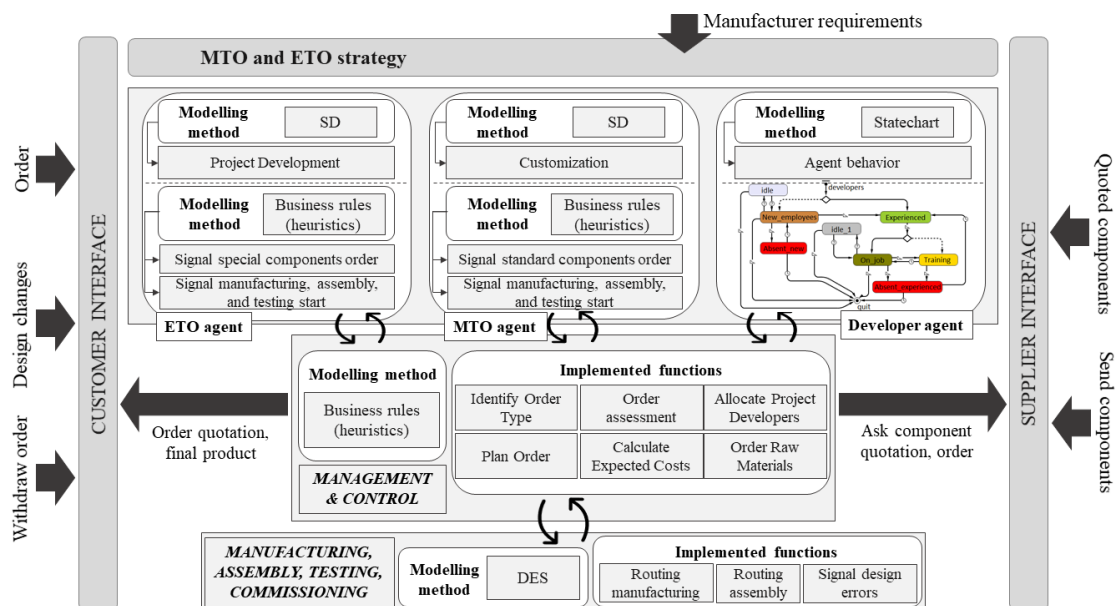 Manufacturer requirements
MTO and ETO strategy
CUSTOMER INTERFACE
SUPPLIER INTERFACE
Order
Design changes
Withdraw order
Quoted components
Send components
Modelling
method
SD
Project Development
Modelling
method
Business rules
(heuristics)
Signal special components order
Signal manufacturing, assembly,
and testing start
ETO agent
Modelling
method
SD
Customization
Modelling
method
Business rules
(heuristics)
Signal standard components order
Signal manufacturing, assembly,
and testing start
MTO agent
Modelling
method
Statechart
Agent behavior
developers
idle
New_employees
Experienced
idle_1
Absent_new
On_job
Training
Absent_experienced
quit
Developer agent
Modelling method
Business rules
(heuristics)
MANAGEMENT
& CONTROL
Implemented functions
Identify Order
Type
Order
assessment
Allocate Project
Developers
Plan Order
Calculate
Expected Costs
Order Raw
Materials
Order quotation,
final product
Ask component
quotation, order
MANUFACTURING,
ASSEMBLY, TESTING,
COMMISSIONING
Modelling
method
DES
Implemented functions
Routing
manufacturing
Routing
assembly
Signal design
errors